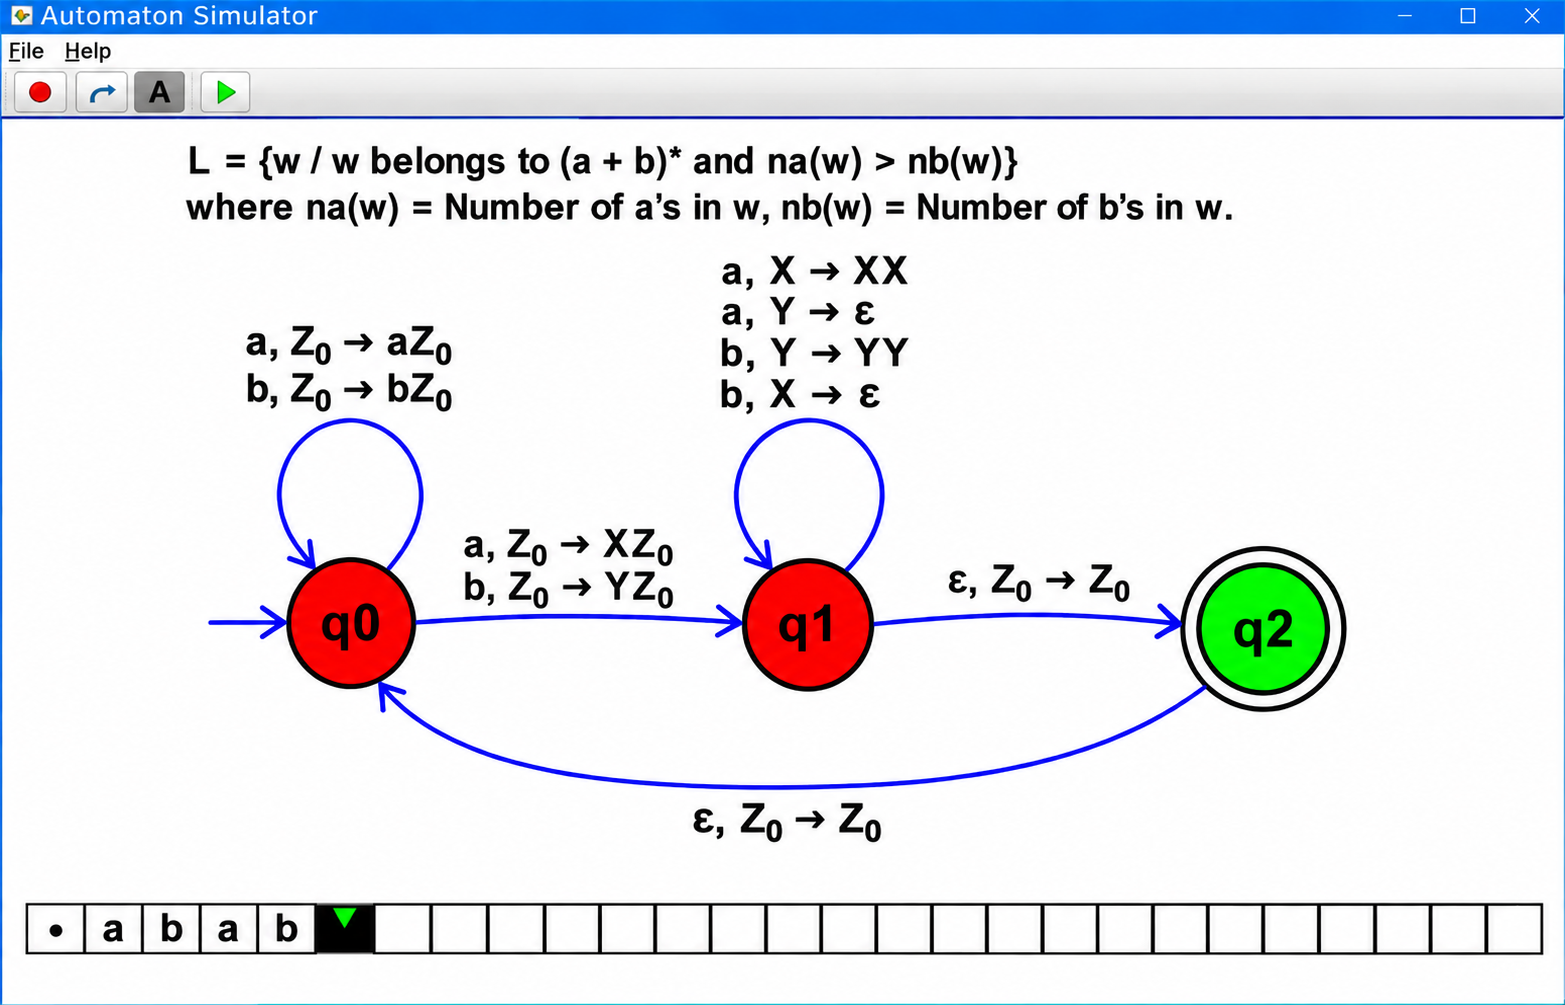 Automaton Simulator
File Help
A
L = {w / w belongs to (a + b)* and na(w) > nb(w)}
where na(w) = Number of a's in w, nb(w) = Number of b’s in w.
a, X → XX
a, Y → ε
b, Y → YY
b, X → ε
a, Z₀ → aZ₀
b, Z₀ → bZ₀
a, Z₀ → XZ₀
b, Z₀ → YZ₀
ε, Z₀ → Z₀
q0 q1 q2
ε, Z₀ → Z₀
• a b a b